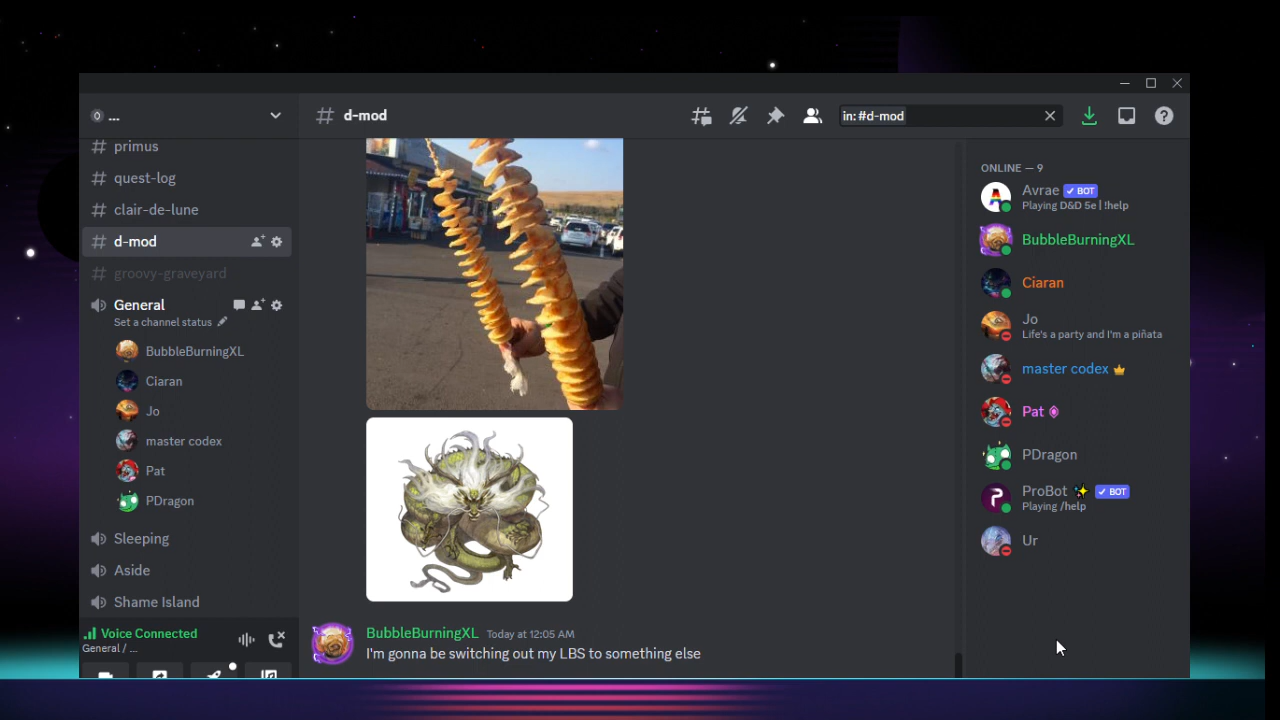 ...
primus
quest-log
clair-de-lune
d-mod
groovy-graveyard
General
Set a channel status
BubbleBurningXL
Ciaran
Jo
master codex
Pat
PDragon
Sleeping
Aside
Shame Island
Voice Connected
General / ...
d-mod
in: #d-mod
BubbleBurningXL Today at 12:05 AM
I'm gonna be switching out my LBS to something else
ONLINE — 9
Avrae BOT
Playing D&D 5e | !help
BubbleBurningXL
Ciaran
Jo
Life's a party and I'm a piñata
master codex
Pat
PDragon
ProBot ✨ BOT
Playing /help
Ur